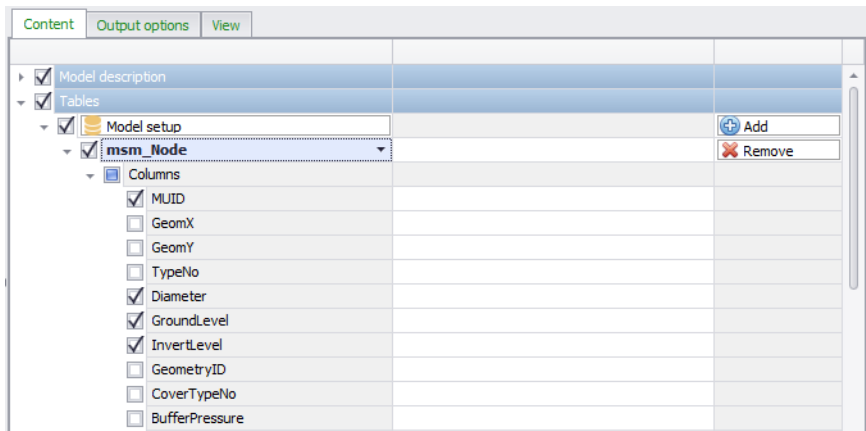 Content Output options View
Model description
Tables
Model setup Add
msm_Node Remove
Columns
MUID
GeomX
GeomY
TypeNo
Diameter
GroundLevel
InvertLevel
GeometryID
CoverTypeNo
BufferPressure